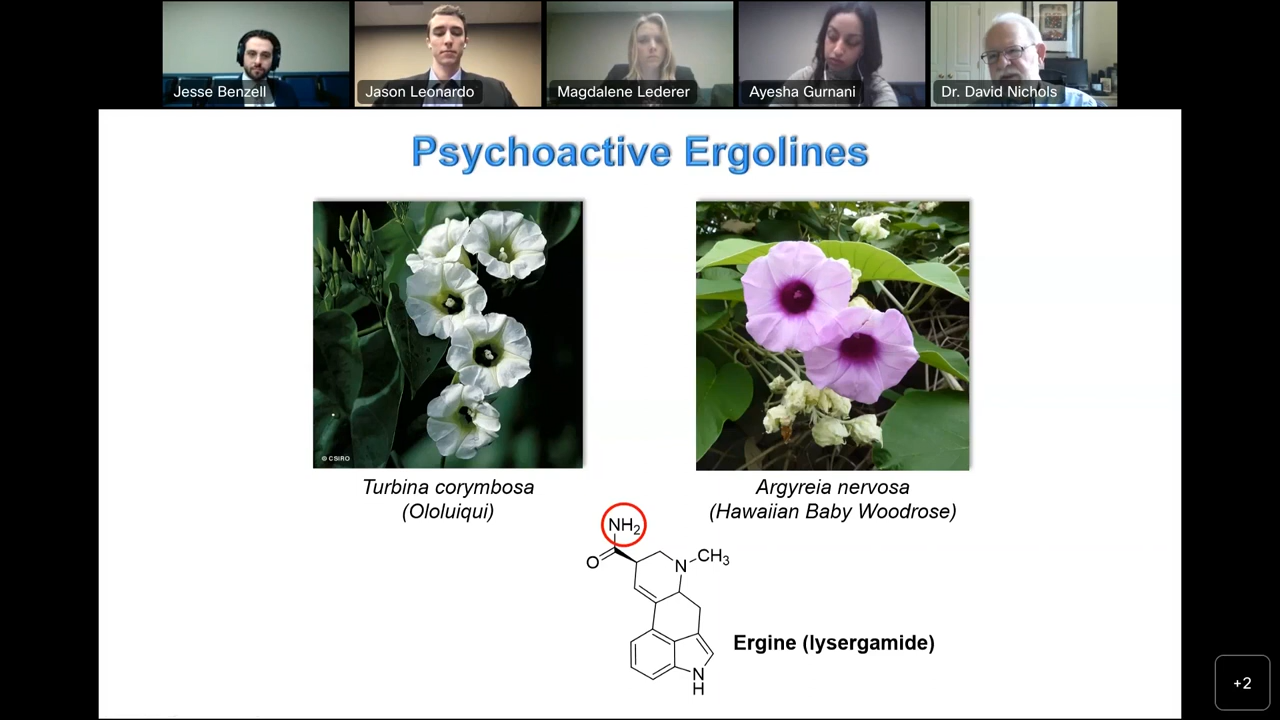 Jesse Benzell
Jason Leonardo
Magdalene Lederer
Ayesha Gurnani
Dr. David Nichols
Psychoactive Ergolines
© CSIRO
Turbina corymbosa
(Ololuiqui)
Argyreia nervosa
(Hawaiian Baby Woodrose)
NH2
O
N
CH3
Ergine (lysergamide)
N
H
+2